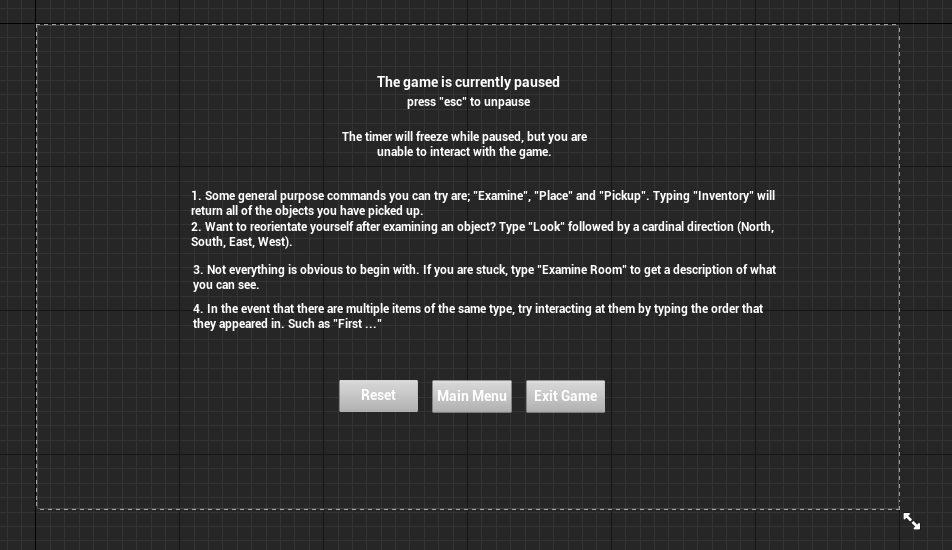 The game is currently paused
press "esc" to unpause
The timer will freeze while paused, but you are
unable to interact with the game.
1. Some general purpose commands you can try are; "Examine", "Place" and "Pickup". Typing "Inventory" will
return all of the objects you have picked up.
2. Want to reorientate yourself after examining an object? Type "Look" followed by a cardinal direction (North,
South, East, West).
3. Not everything is obvious to begin with. If you are stuck, type "Examine Room" to get a description of what
you can see.
4. In the event that there are multiple items of the same type, try interacting at them by typing the order that
they appeared in. Such as "First ..."
Reset Main Menu Exit Game